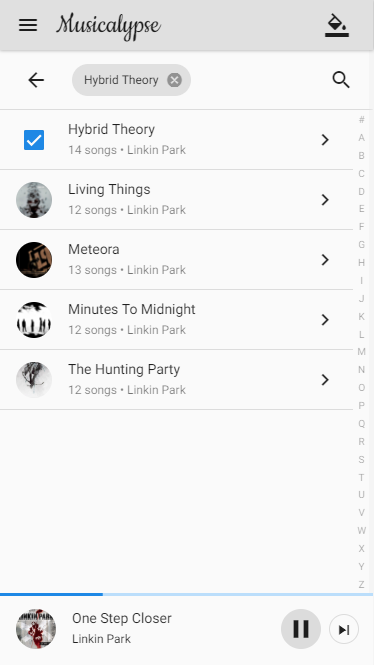 Musicalypse
Hybrid Theory
Hybrid Theory
14 songs • Linkin Park
Living Things
12 songs • Linkin Park
Meteora
13 songs • Linkin Park
Minutes To Midnight
12 songs • Linkin Park
The Hunting Party
12 songs • Linkin Park
#
A
B
C
D
E
F
G
H
I
J
K
L
M
N
O
P
Q
R
S
T
U
V
W
X
Y
Z
LINKIN PARK
One Step Closer
Linkin Park